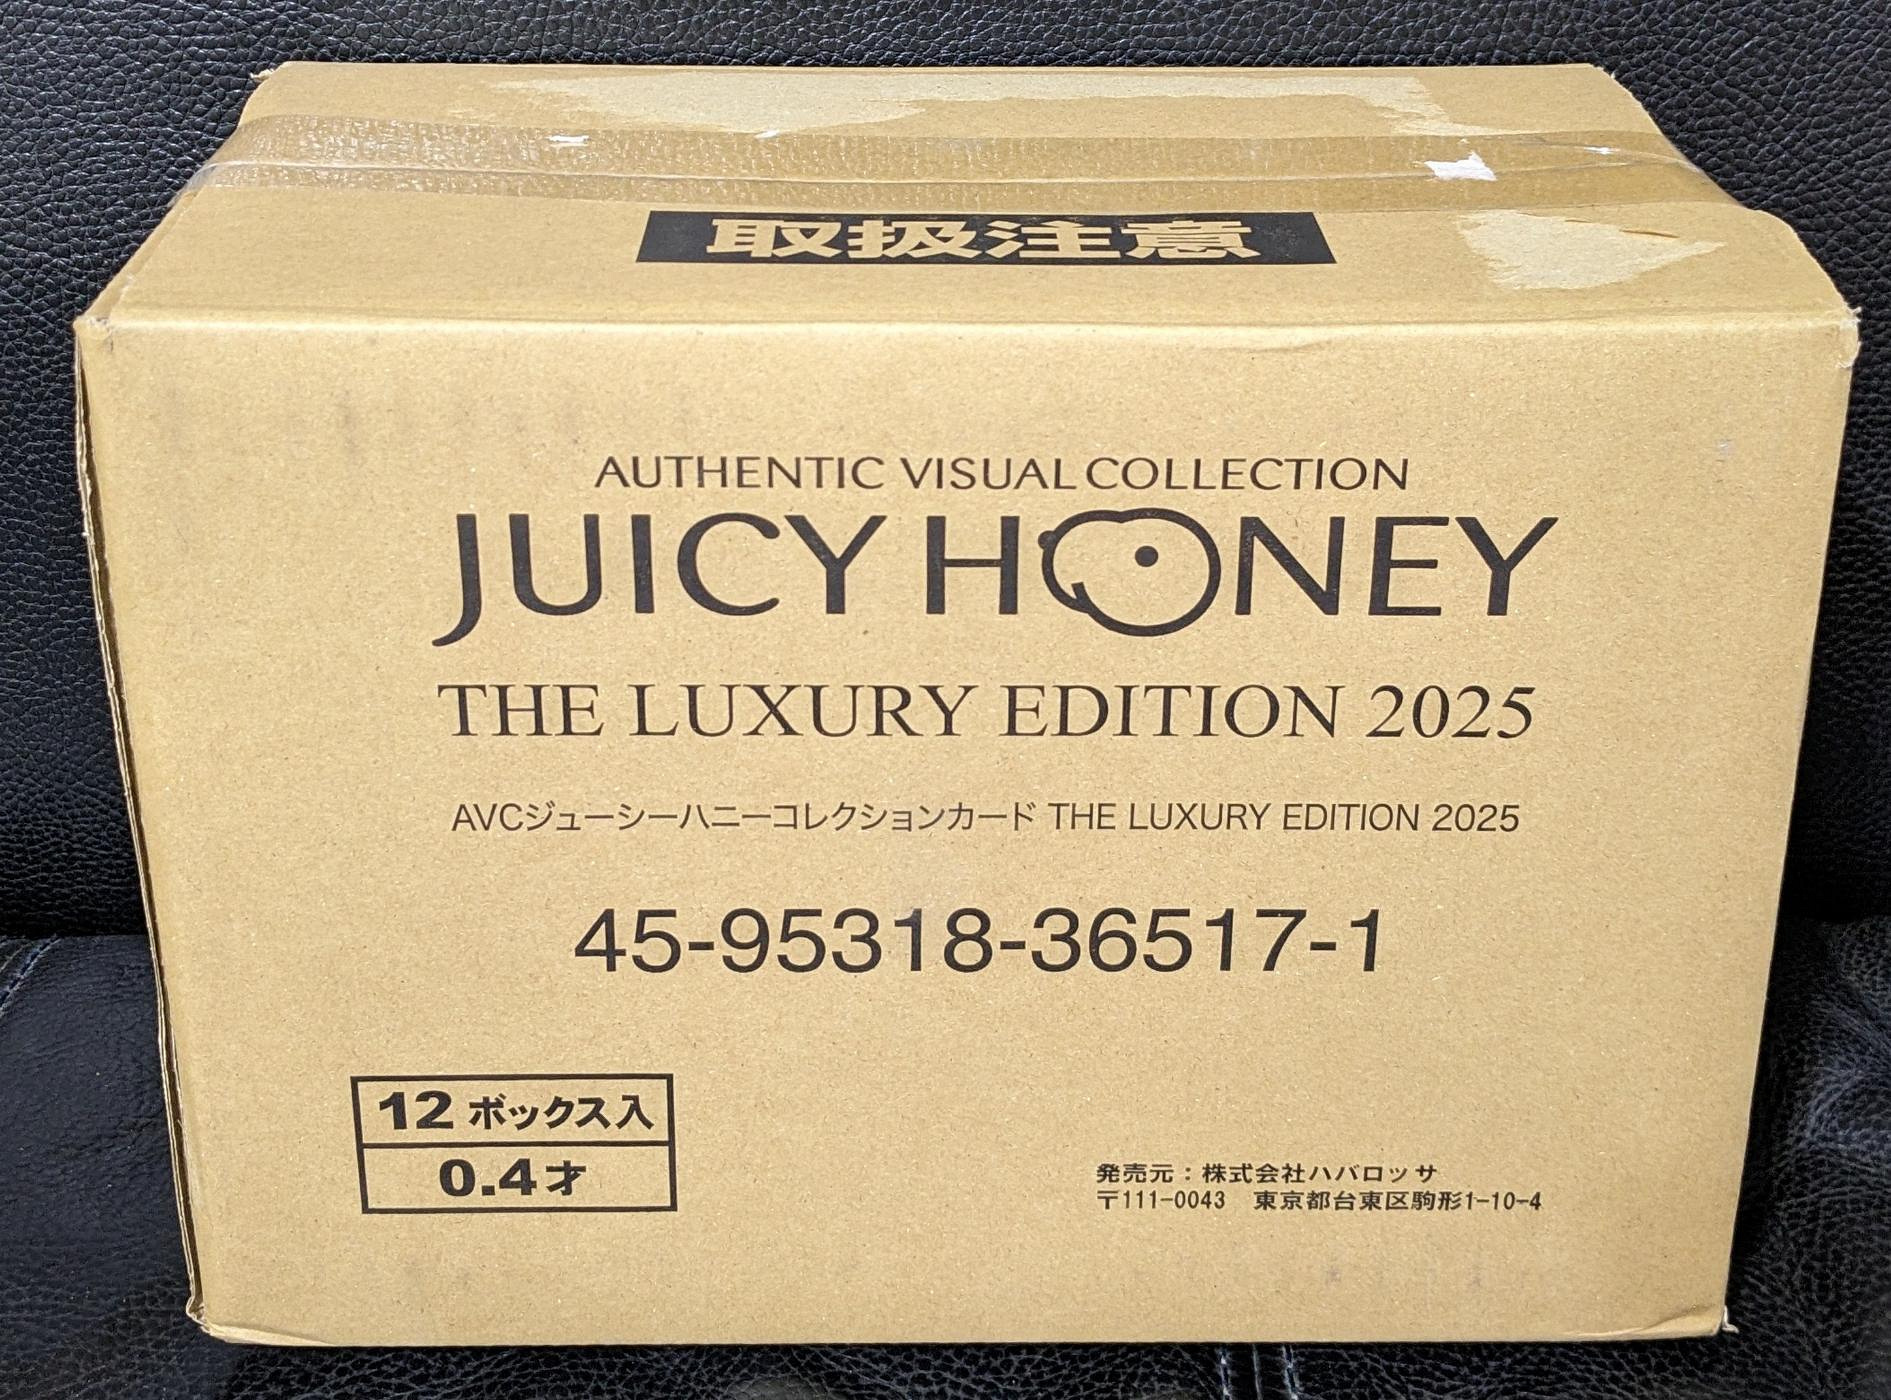 取扱注意
AUTHENTIC VISUAL COLLECTION
JUICY HONEY
THE LUXURY EDITION 2025
AVCジューシーハニーコレクションカード THE LUXURY EDITION 2025
45-95318-36517-1
12 ボックス入
0.4才
発売元：株式会社ハバロッサ
〒111-0043 東京都台東区駒形1-10-4